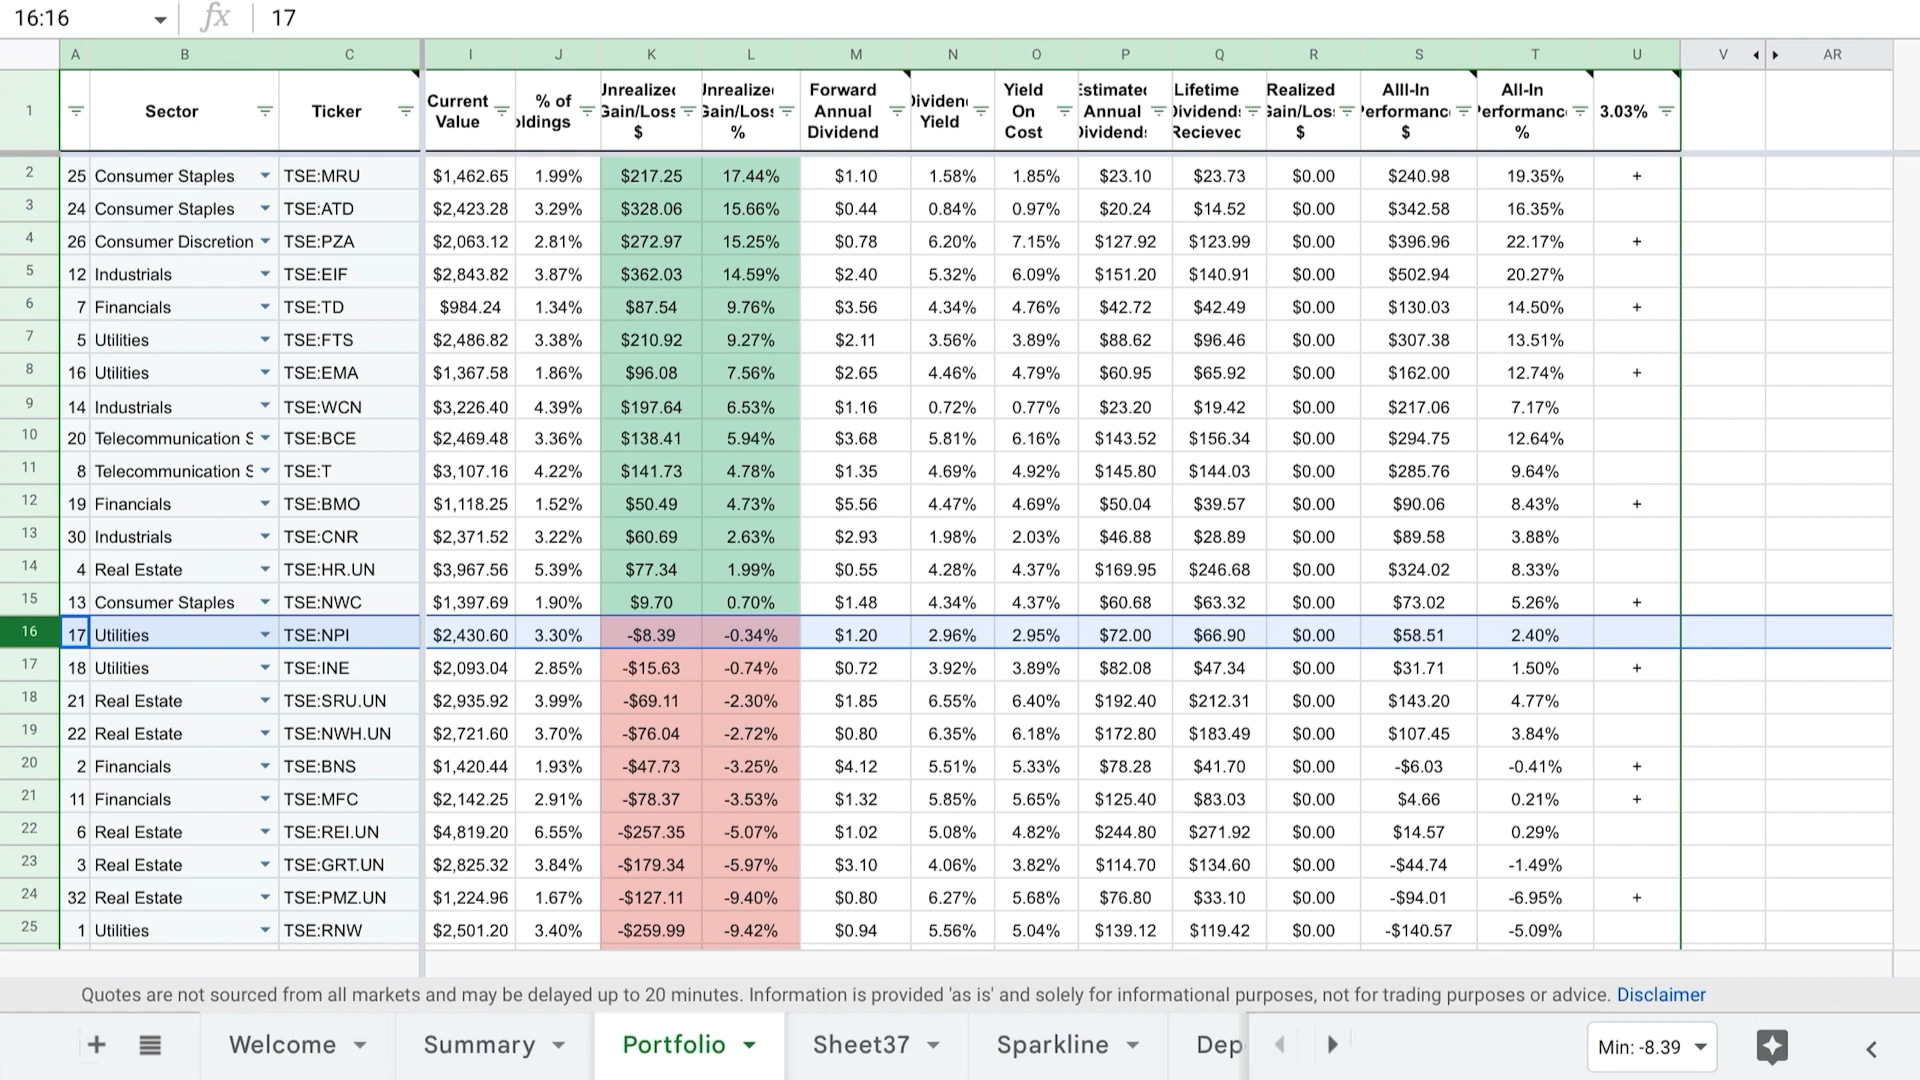 16:16 fx 17
A B C I J K L M N O P Q R S T U V AR
1 Sector Ticker Current Value % of oldings Unrealized Gain/Loss $ Unrealized Gain/Loss % Forward Annual Dividend Dividend Yield Yield On Cost Estimated Annual Dividends Lifetime Dividends Recieved Realized Gain/Loss $ Alll-In Performance $ All-In Performance % 3.03%
2 25 Consumer Staples TSE:MRU $1,462.65 1.99% $217.25 17.44% $1.10 1.58% 1.85% $23.10 $23.73 $0.00 $240.98 19.35% +
3 24 Consumer Staples TSE:ATD $2,423.28 3.29% $328.06 15.66% $0.44 0.84% 0.97% $20.24 $14.52 $0.00 $342.58 16.35%
4 26 Consumer Discretion TSE:PZA $2,063.12 2.81% $272.97 15.25% $0.78 6.20% 7.15% $127.92 $123.99 $0.00 $396.96 22.17% +
5 12 Industrials TSE:EIF $2,843.82 3.87% $362.03 14.59% $2.40 5.32% 6.09% $151.20 $140.91 $0.00 $502.94 20.27%
6 7 Financials TSE:TD $984.24 1.34% $87.54 9.76% $3.56 4.34% 4.76% $42.72 $42.49 $0.00 $130.03 14.50% +
7 5 Utilities TSE:FTS $2,486.82 3.38% $210.92 9.27% $2.11 3.56% 3.89% $88.62 $96.46 $0.00 $307.38 13.51%
8 16 Utilities TSE:EMA $1,367.58 1.86% $96.08 7.56% $2.65 4.46% 4.79% $60.95 $65.92 $0.00 $162.00 12.74% +
9 14 Industrials TSE:WCN $3,226.40 4.39% $197.64 6.53% $1.16 0.72% 0.77% $23.20 $19.42 $0.00 $217.06 7.17%
10 20 Telecommunication S TSE:BCE $2,469.48 3.36% $138.41 5.94% $3.68 5.81% 6.16% $143.52 $156.34 $0.00 $294.75 12.64%
11 8 Telecommunication S TSE:T $3,107.16 4.22% $141.73 4.78% $1.35 4.69% 4.92% $145.80 $144.03 $0.00 $285.76 9.64%
12 19 Financials TSE:BMO $1,118.25 1.52% $50.49 4.73% $5.56 4.47% 4.69% $50.04 $39.57 $0.00 $90.06 8.43% +
13 30 Industrials TSE:CNR $2,371.52 3.22% $60.69 2.63% $2.93 1.98% 2.03% $46.88 $28.89 $0.00 $89.58 3.88%
14 4 Real Estate TSE:HR.UN $3,967.56 5.39% $77.34 1.99% $0.55 4.28% 4.37% $169.95 $246.68 $0.00 $324.02 8.33%
15 13 Consumer Staples TSE:NWC $1,397.69 1.90% $9.70 0.70% $1.48 4.34% 4.37% $60.68 $63.32 $0.00 $73.02 5.26% +
16 17 Utilities TSE:NPI $2,430.60 3.30% -$8.39 -0.34% $1.20 2.96% 2.95% $72.00 $66.90 $0.00 $58.51 2.40%
17 18 Utilities TSE:INE $2,093.04 2.85% -$15.63 -0.74% $0.72 3.92% 3.89% $82.08 $47.34 $0.00 $31.71 1.50% +
18 21 Real Estate TSE:SRU.UN $2,935.92 3.99% -$69.11 -2.30% $1.85 6.55% 6.40% $192.40 $212.31 $0.00 $143.20 4.77%
19 22 Real Estate TSE:NWH.UN $2,721.60 3.70% -$76.04 -2.72% $0.80 6.35% 6.18% $172.80 $183.49 $0.00 $107.45 3.84%
20 2 Financials TSE:BNS $1,420.44 1.93% -$47.73 -3.25% $4.12 5.51% 5.33% $78.28 $41.70 $0.00 -$6.03 -0.41% +
21 11 Financials TSE:MFC $2,142.25 2.91% -$78.37 -3.53% $1.32 5.85% 5.65% $125.40 $83.03 $0.00 $4.66 0.21% +
22 6 Real Estate TSE:REI.UN $4,819.20 6.55% -$257.35 -5.07% $1.02 5.08% 4.82% $244.80 $271.92 $0.00 $14.57 0.29%
23 3 Real Estate TSE:GRT.UN $2,825.32 3.84% -$179.34 -5.97% $3.10 4.06% 3.82% $114.70 $134.60 $0.00 -$44.74 -1.49%
24 32 Real Estate TSE:PMZ.UN $1,224.96 1.67% -$127.11 -9.40% $0.80 6.27% 5.68% $76.80 $33.10 $0.00 -$94.01 -6.95% +
25 1 Utilities TSE:RNW $2,501.20 3.40% -$259.99 -9.42% $0.94 5.56% 5.04% $139.12 $119.42 $0.00 -$140.57 -5.09%
Quotes are not sourced from all markets and may be delayed up to 20 minutes. Information is provided 'as is' and solely for informational purposes, not for trading purposes or advice. Disclaimer
+ Welcome Summary Portfolio Sheet37 Sparkline Dep Min: -8.39